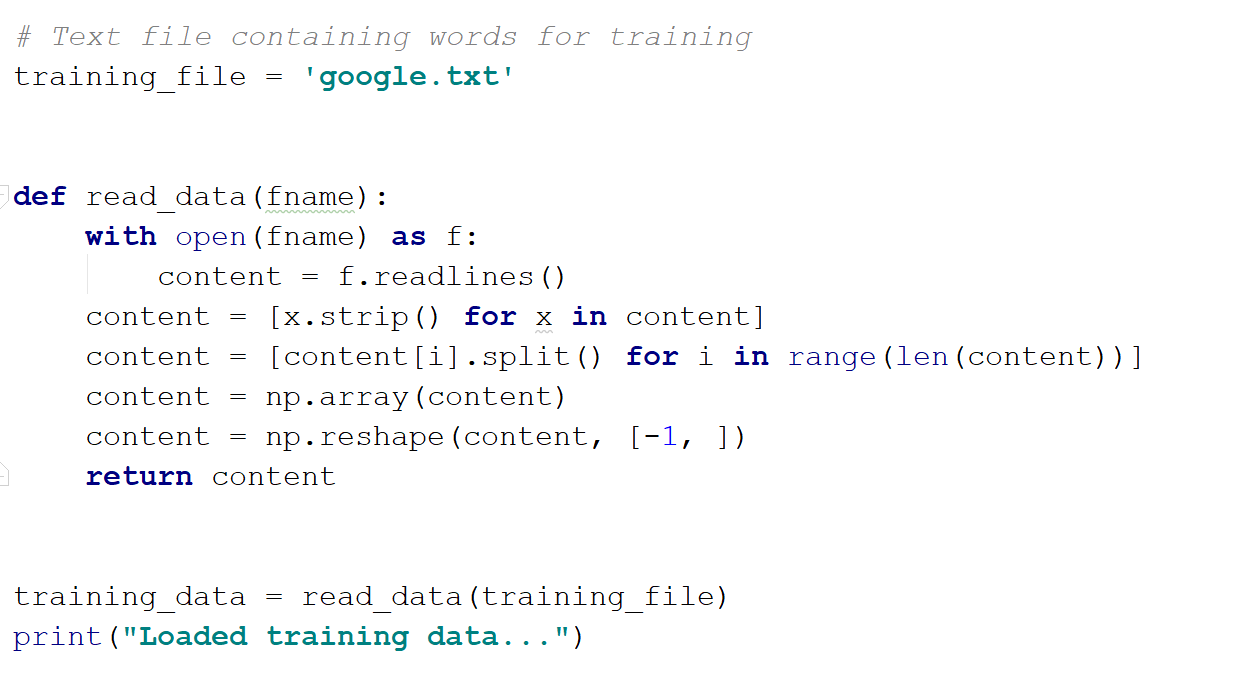 # Text file containing words for training
training_file = 'google.txt'
def read_data(fname):
    with open(fname) as f:
        content = f.readlines()
    content = [x.strip() for x in content]
    content = [content[i].split() for i in range(len(content))]
    content = np.array(content)
    content = np.reshape(content, [-1, ])
    return content
training_data = read_data(training_file)
print("Loaded training data...")